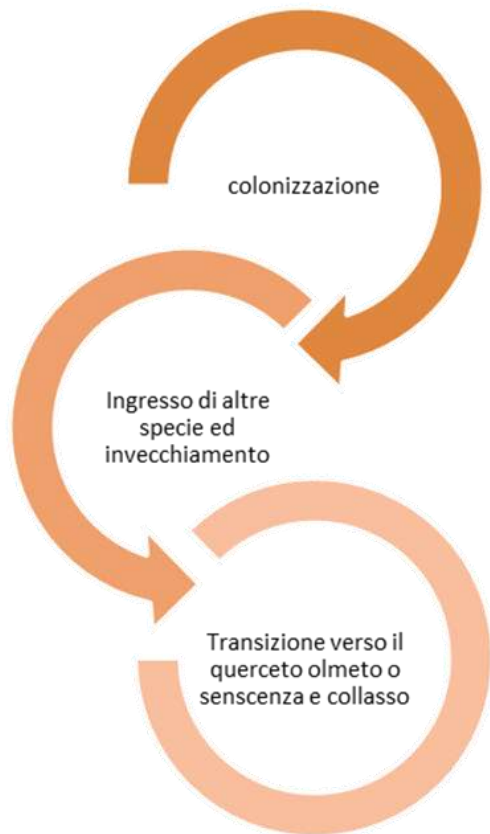 colonizzazione
Ingresso di altre
specie ed
invecchiamento
Transizione verso il
querceto olmeto o
senscenza e collasso